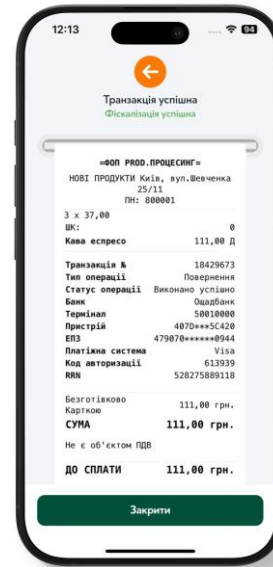 12:13
94
Транзакція успішна
Фіскалізація успішна
=ФОП PROD.ПРОЦЕСИНГ=
НОВІ ПРОДУКТИ Київ, вул.Шевченка
25/11
ПН: 800001
3 x 37,00
ШК: 0
Кава еспресо 111,00 Д
Транзакція № 18429673
Тип операції Повернення
Статус операції Виконано успішно
Банк Ощадбанк
Термінал 50010000
Пристрій 407D***5C420
ЕПЗ 479070******0944
Платіжна система Visa
Код авторизації 613939
RRN 528275889118
Безготівково
Карткою 111,00 грн.
СУМА 111,00 грн.
Не є об'єктом ПДВ
ДО СПЛАТИ 111,00 грн.
Закрити